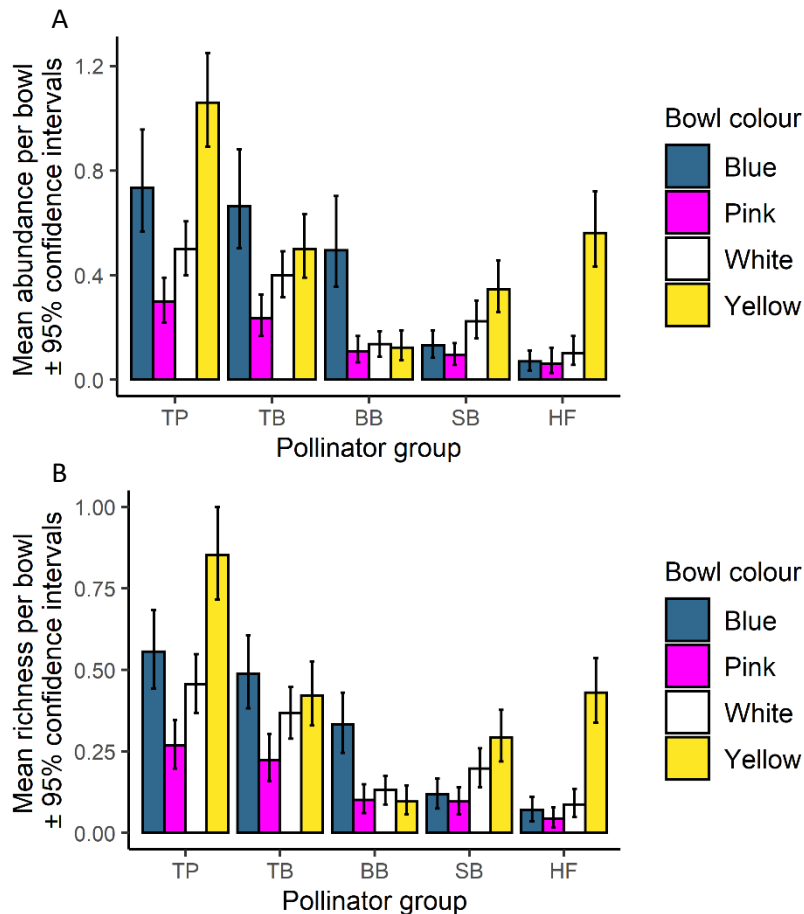 A
Mean abundance per bowl
± 95% confidence intervals
1.2
0.8
0.4
0.0
TP TB BB SB HF
Pollinator group
Bowl colour
Blue
Pink
White
Yellow
B
Mean richness per bowl
± 95% confidence intervals
1.00
0.75
0.50
0.25
0.00
TP TB BB SB HF
Pollinator group
Bowl colour
Blue
Pink
White
Yellow